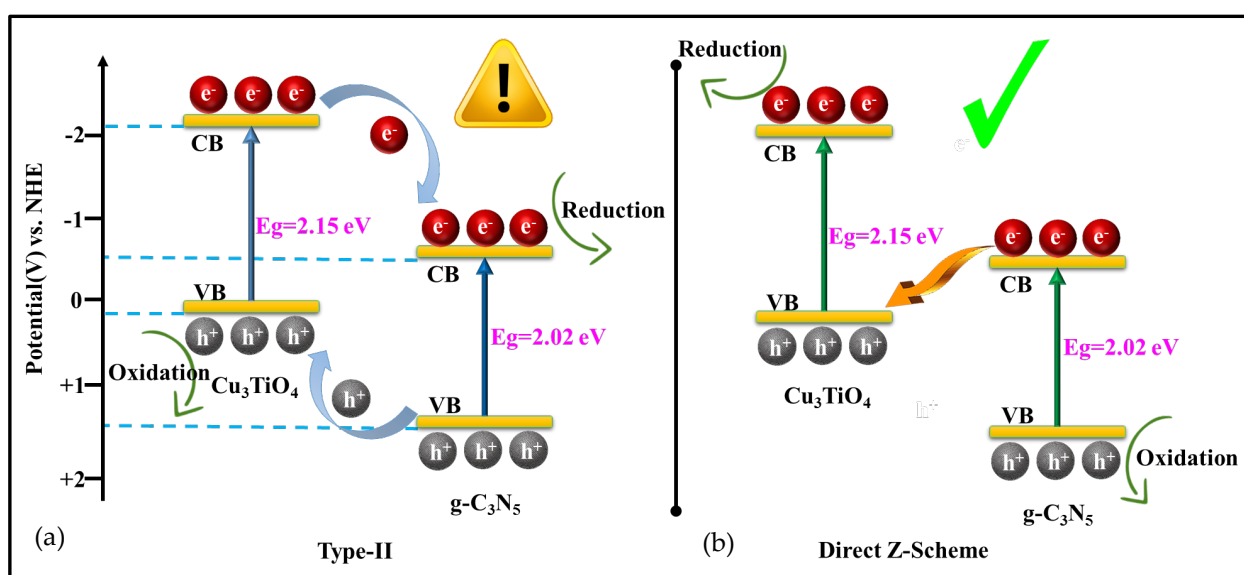 Potential(V) vs. NHE
-2
-1
0
+1
+2
e⁻ e⁻ e⁻
CB
e⁻
Eg=2.15 eV
VB
h⁺ h⁺ h⁺
Cu₃TiO₄
Oxidation
h⁺
!
Reduction
e⁻ e⁻ e⁻
CB
Eg=2.02 eV
VB
h⁺ h⁺ h⁺
g-C₃N₅
(a)
Type-II
Reduction
e⁻ e⁻ e⁻
CB
e⁻
Eg=2.15 eV
VB
h⁺ h⁺ h⁺
Cu₃TiO₄
h⁺
e⁻ e⁻ e⁻
CB
Eg=2.02 eV
VB
h⁺ h⁺ h⁺
Oxidation
g-C₃N₅
(b)
Direct Z-Scheme